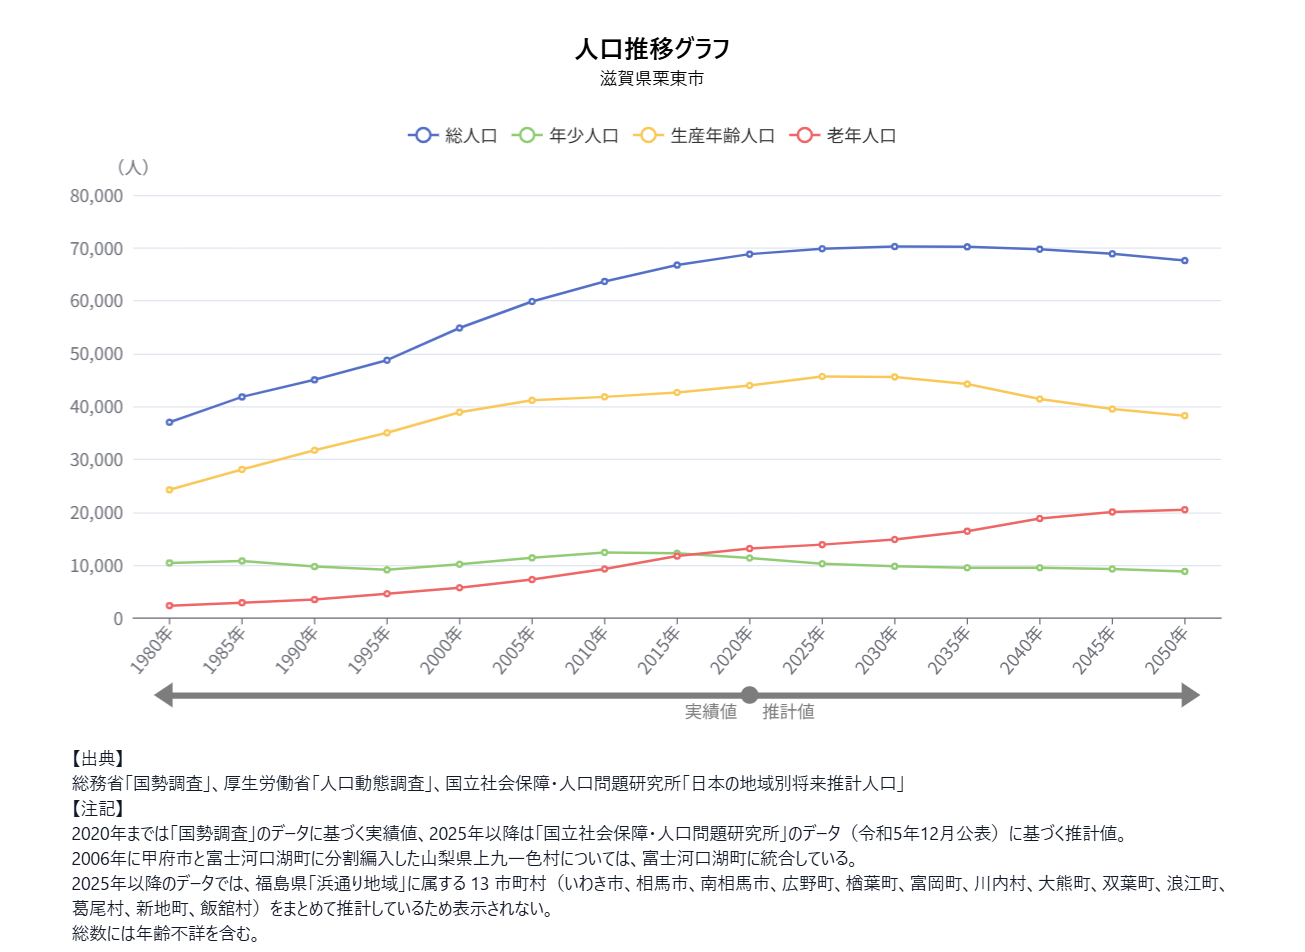 人口推移グラフ
滋賀県栗東市
総人口 年少人口 生産年齢人口 老年人口
（人）
80,000
70,000
60,000
50,000
40,000
30,000
20,000
10,000
0
1980年 1985年 1990年 1995年 2000年 2005年 2010年 2015年 2020年 2025年 2030年 2035年 2040年 2045年 2050年
実績値 推計値
【出典】
総務省「国勢調査」、厚生労働省「人口動態調査」、国立社会保障・人口問題研究所「日本の地域別将来推計人口」
【注記】
2020年までは「国勢調査」のデータに基づく実績値、2025年以降は「国立社会保障・人口問題研究所」のデータ（令和5年12月公表）に基づく推計値。
2006年に甲府市と富士河口湖町に分割編入した山梨県上九一色村については、富士河口湖町に統合している。
2025年以降のデータでは、福島県「浜通り地域」に属する 13 市町村（いわき市、相馬市、南相馬市、広野町、楢葉町、富岡町、川内村、大熊町、双葉町、浪江町、
葛尾村、新地町、飯舘村）をまとめて推計しているため表示されない。
総数には年齢不詳を含む。